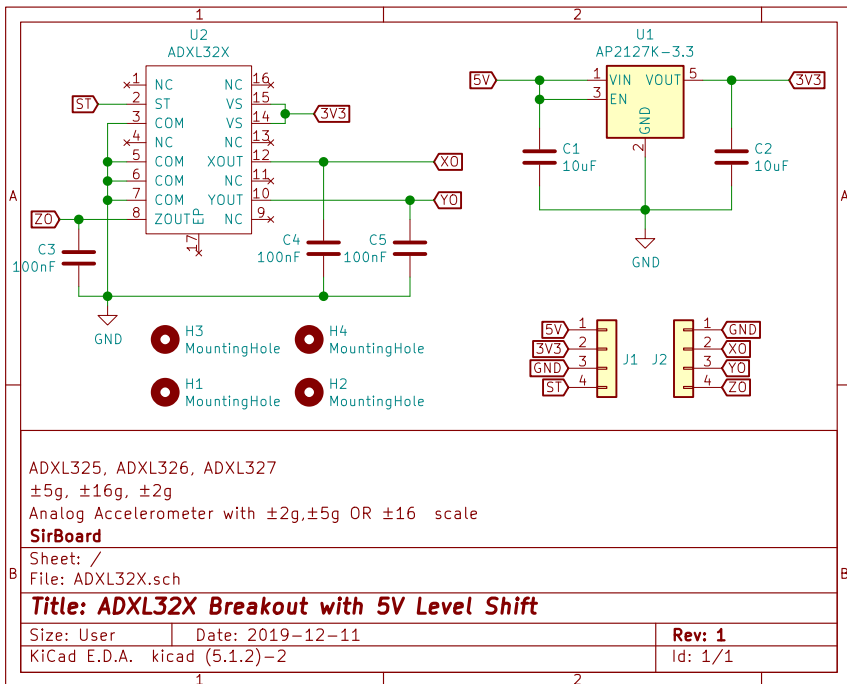 1 2
U2
ADXL32X
1 NC NC 16
2 ST VS 15
3 COM VS 14
4 NC NC 13
5 COM XOUT 12
6 COM NC 11
7 COM YOUT 10
8 ZOUT EP NC 9
17
ST
3V3
XO
YO
ZO
C3
100nF
C4
100nF
C5
100nF
GND
U1
AP2127K-3.3
5V
1 VIN VOUT 5
3 EN
GND
2
3V3
C1
10uF
C2
10uF
GND
A A
H3
MountingHole
H4
MountingHole
H1
MountingHole
H2
MountingHole
5V 1
3V3 2
GND 3
ST 4
J1
J2
1 GND
2 XO
3 YO
4 ZO
ADXL325, ADXL326, ADXL327
±5g, ±16g, ±2g
Analog Accelerometer with ±2g,±5g OR ±16 scale
SirBoard
Sheet: /
B B
File: ADXL32X.sch
Title: ADXL32X Breakout with 5V Level Shift
Size: User Date: 2019-12-11 Rev: 1
KiCad E.D.A. kicad (5.1.2)-2 Id: 1/1
1 2